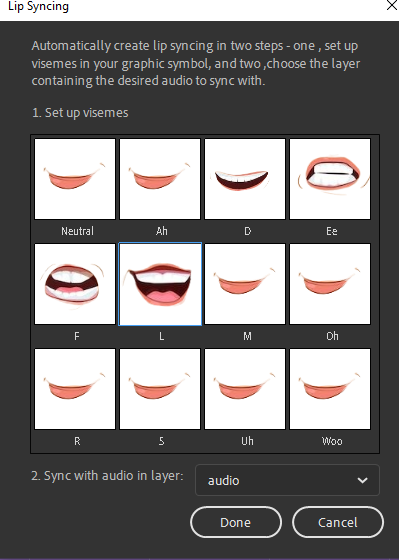 Lip Syncing
Automatically create lip syncing in two steps - one , set up
visemes in your graphic symbol, and two ,choose the layer
containing the desired audio to sync with.
1. Set up visemes
Neutral Ah D Ee
F L M Oh
R S Uh Woo
2. Sync with audio in layer: audio
Done Cancel